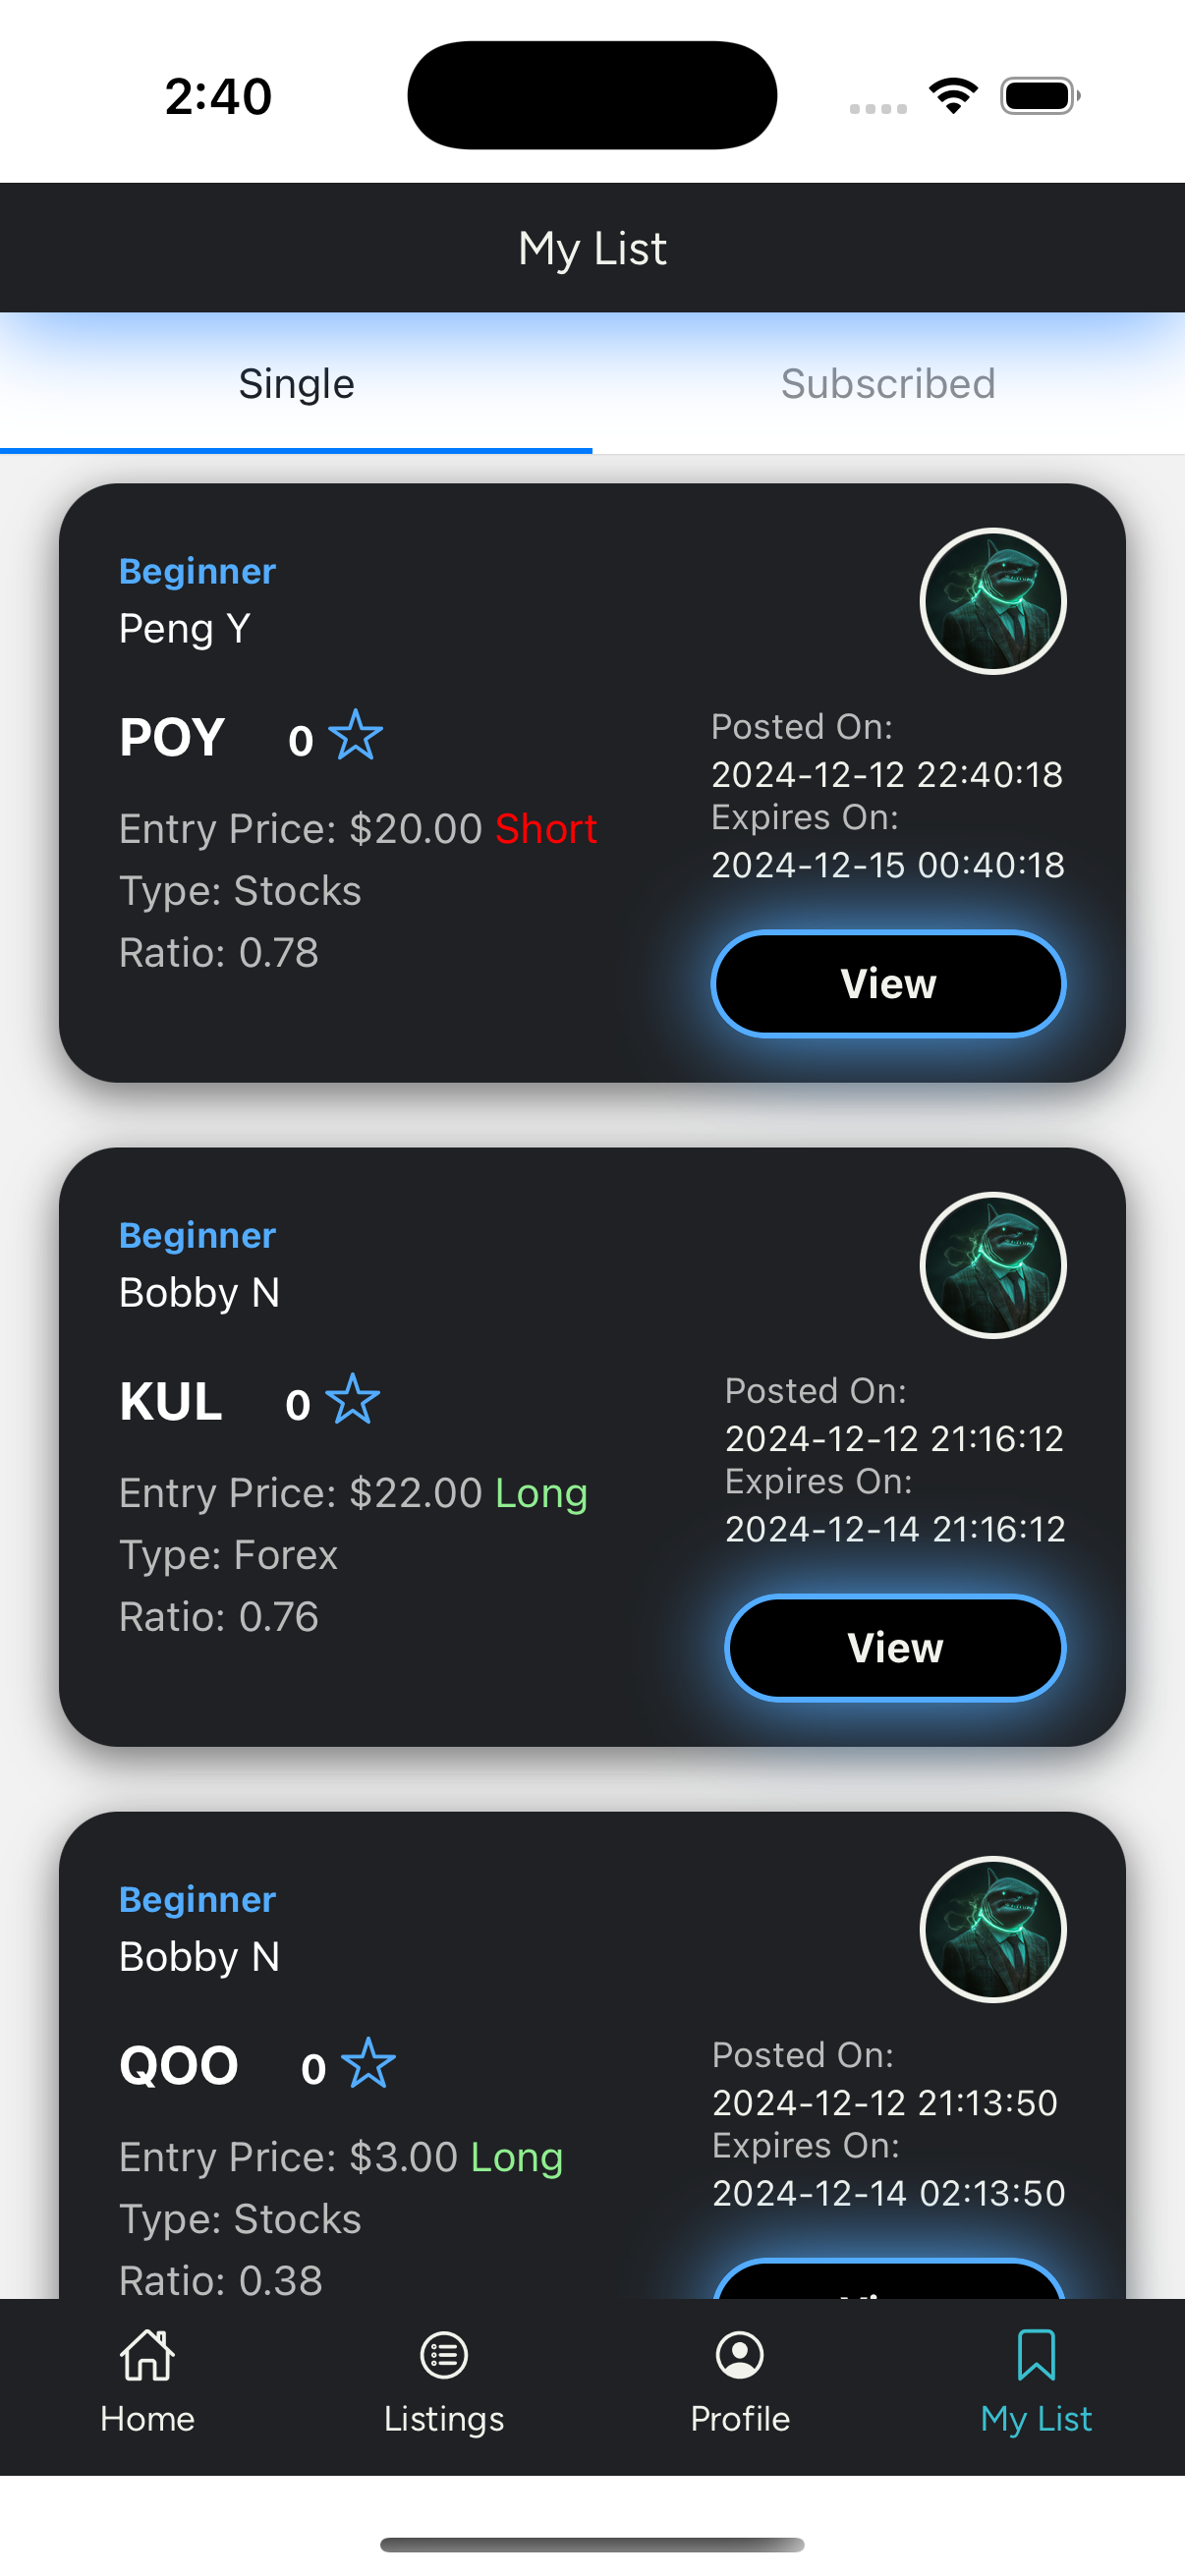 2:40
My List
Single
Subscribed
Beginner
Peng Y
POY 0
Posted On:
2024-12-12 22:40:18
Expires On:
2024-12-15 00:40:18
Entry Price: $20.00 Short
Type: Stocks
Ratio: 0.78
View
Beginner
Bobby N
KUL 0
Posted On:
2024-12-12 21:16:12
Expires On:
2024-12-14 21:16:12
Entry Price: $22.00 Long
Type: Forex
Ratio: 0.76
View
Beginner
Bobby N
QOO 0
Posted On:
2024-12-12 21:13:50
Expires On:
2024-12-14 02:13:50
Entry Price: $3.00 Long
Type: Stocks
Ratio: 0.38
Home
Listings
Profile
My List